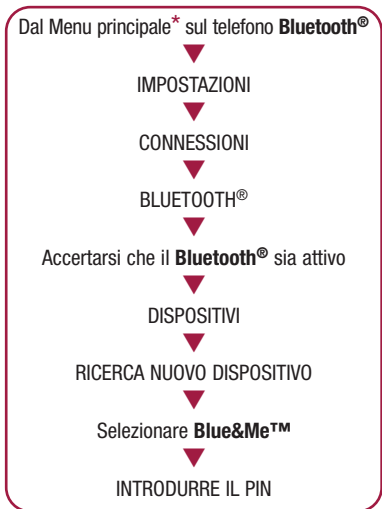 Dal Menu principale* sul telefono Bluetooth®
IMPOSTAZIONI
CONNESSIONI
BLUETOOTH®
Accertarsi che il Bluetooth® sia attivo
DISPOSITIVI
RICERCA NUOVO DISPOSITIVO
Selezionare Blue&Me™
INTRODURRE IL PIN